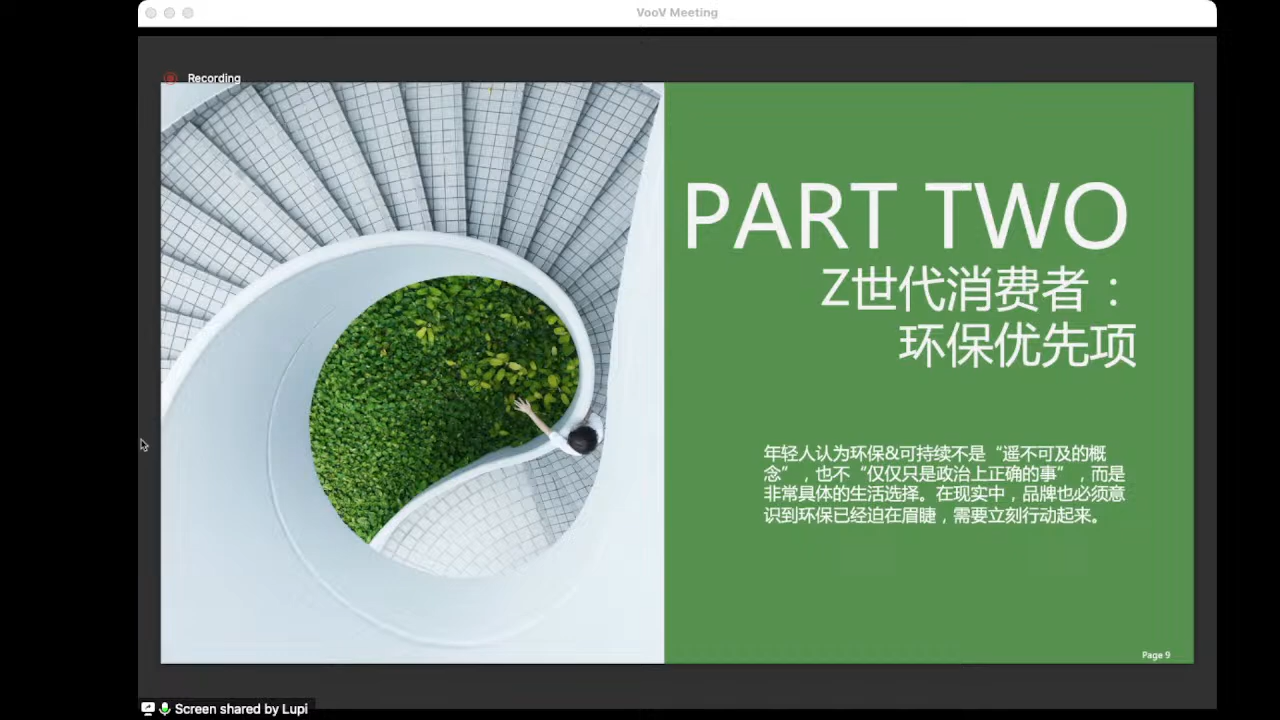 VooV Meeting
Recording
PART TWO
Z世代消费者：
环保优先项
年轻人认为环保&可持续不是“遥不可及的概
念”，也不“仅仅只是政治上正确的事”，而是
非常具体的生活选择。在现实中，品牌也必须意
识到环保已经迫在眉睫，需要立刻行动起来。
Page 9
Screen shared by Lupi